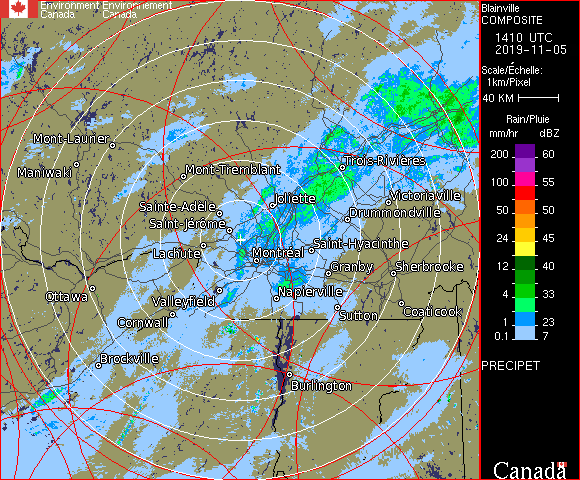 Environment Environnement
Canada Canada
Blainville
COMPOSITE
1410 UTC
2019-11-05
Scale/Échelle:
1km/Pixel
40 KM
Rain/Pluie
mm/hr dBZ
200 60
100 55
50 50
24 45
12 40
4 33
1 23
0.1 7
PRECIPET
Canada
Mont-Laurier
Maniwaki
Mont-Tremblant
Trois-Rivières
Joliette
Victoriaville
Sainte-Adèle
Drummondville
Saint-Jérôme
Lachute
Montréal
Saint-Hyacinthe
Granby
Sherbrooke
Ottawa
Valleyfield
Napierville
Cornwall
Sutton
Coaticook
Brockville
Burlington